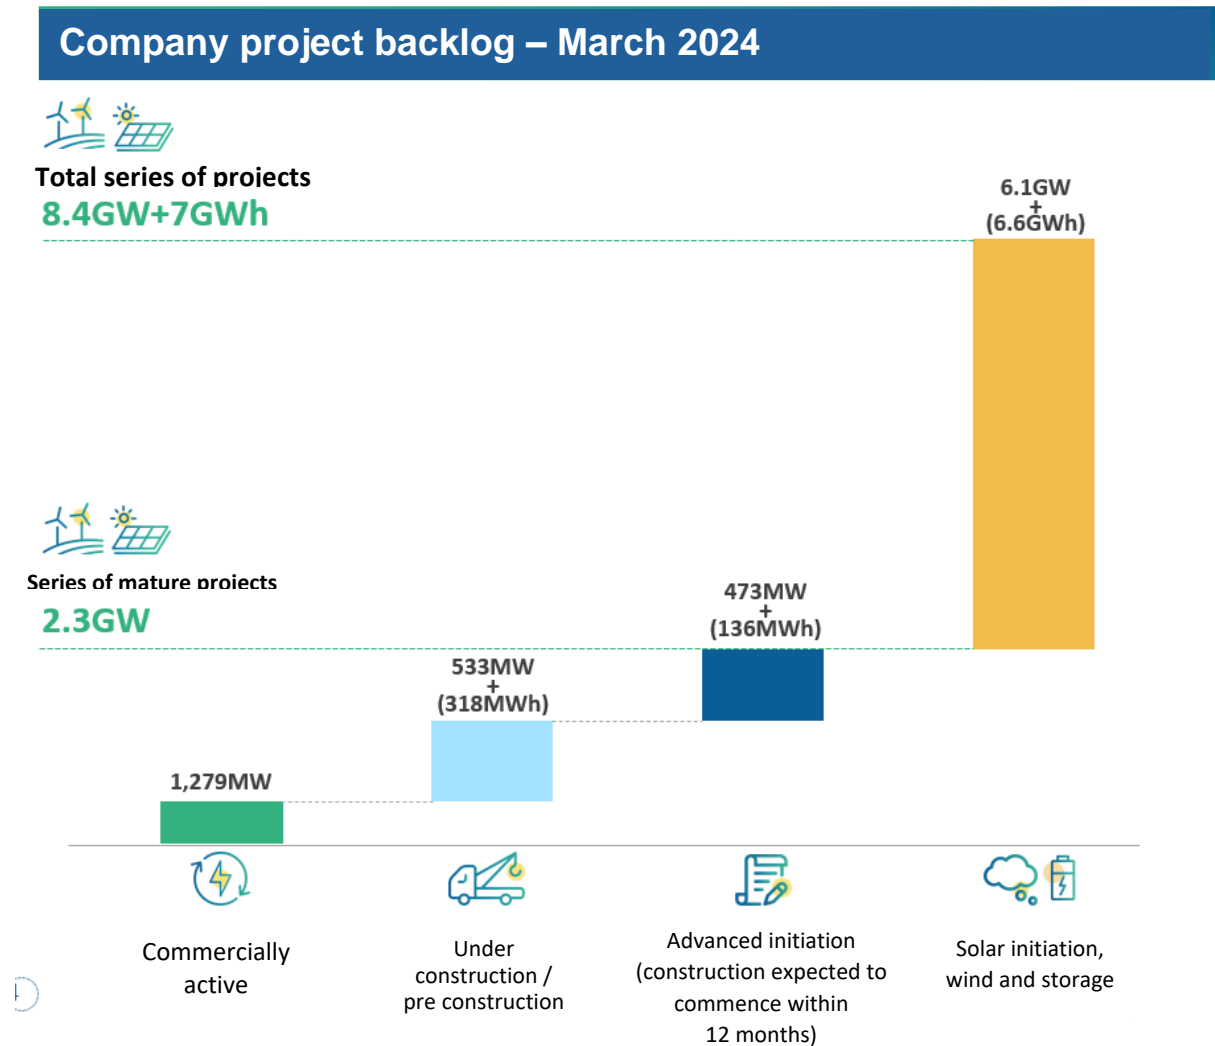 Company project backlog – March 2024
Total series of projects
8.4GW+7GWh
6.1GW
+
(6.6GWh)
Series of mature projects
2.3GW
473MW
+
(136MWh)
533MW
+
(318MWh)
1,279MW
Commercially
active
Under
construction /
pre construction
Advanced initiation
(construction expected to
commence within
12 months)
Solar initiation,
wind and storage